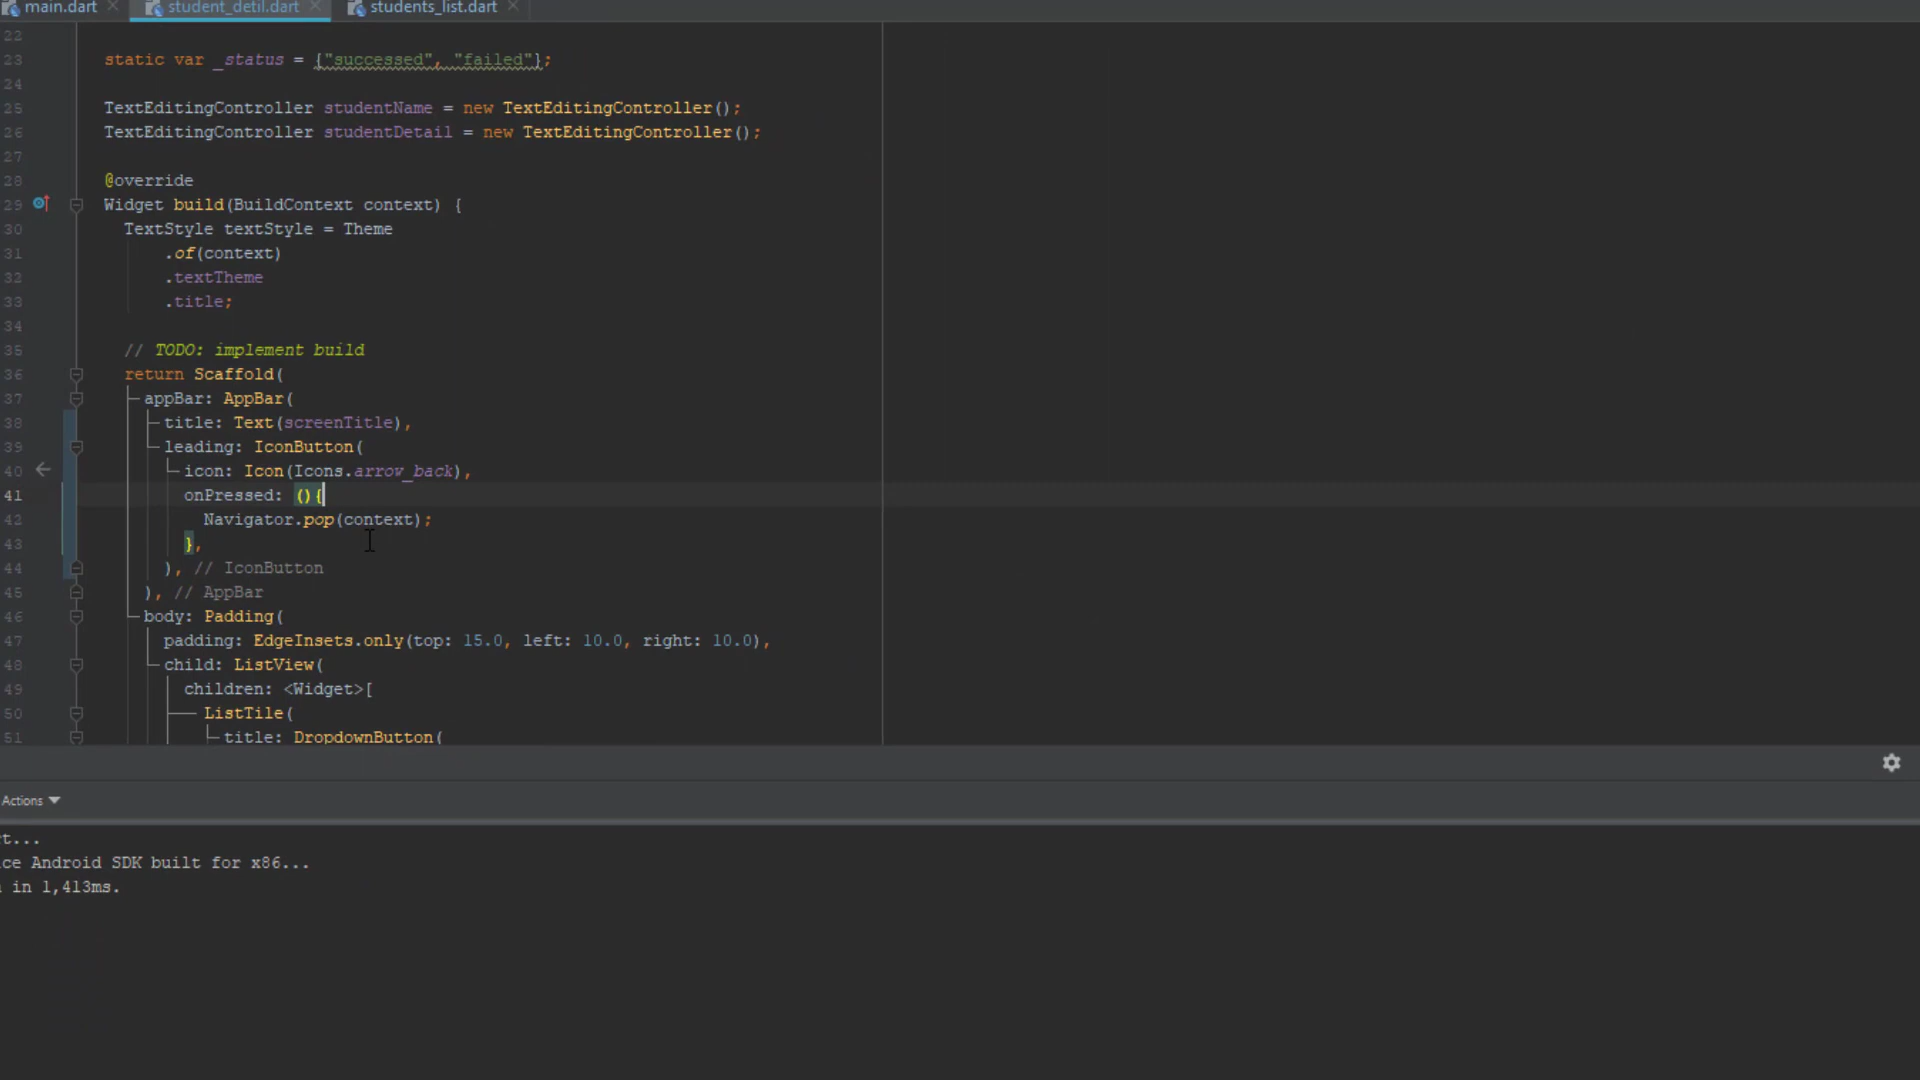 main.dart
student_detil.dart
students_list.dart
22
23 static var _status = {"successed", "failed"};
24
25 TextEditingController studentName = new TextEditingController();
26 TextEditingController studentDetail = new TextEditingController();
27
28 @override
29 Widget build(BuildContext context) {
30 TextStyle textStyle = Theme
31 .of(context)
32 .textTheme
33 .title;
34
35 // TODO: implement build
36 return Scaffold(
37 appBar: AppBar(
38 title: Text(screenTitle),
39 leading: IconButton(
40 icon: Icon(Icons.arrow_back),
41 onPressed: (){
42 Navigator.pop(context);
43 },
44 ), // IconButton
45 ), // AppBar
46 body: Padding(
47 padding: EdgeInsets.only(top: 15.0, left: 10.0, right: 10.0),
48 child: ListView(
49 children: <Widget>[
50 ListTile(
51 title: DropdownButton(
Actions
t...
ce Android SDK built for x86...
in 1,413ms.